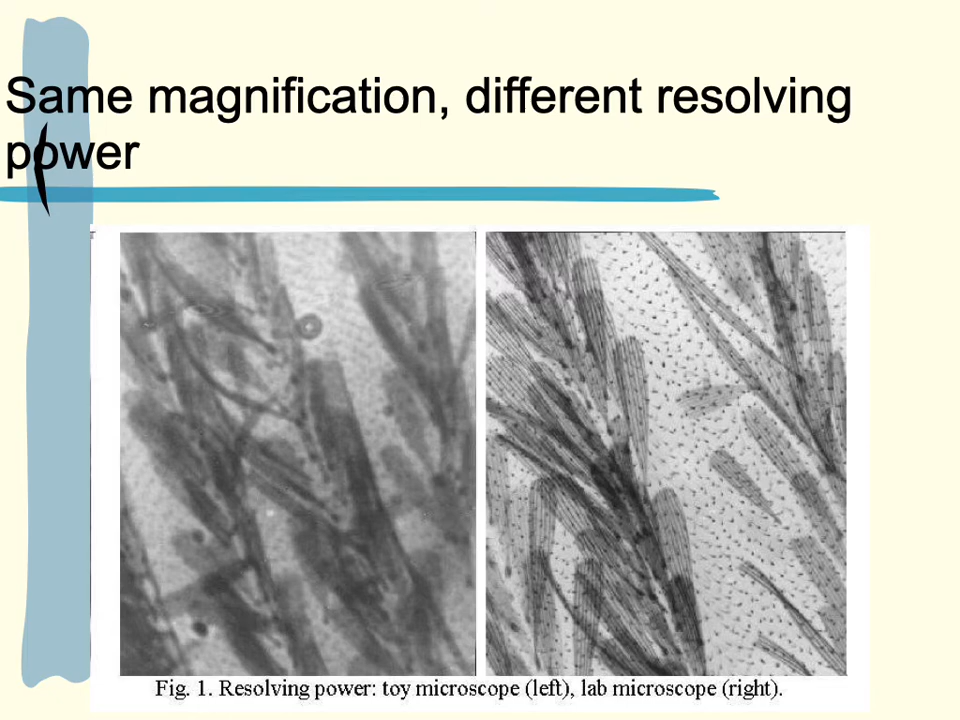 Same magnification, different resolving
power
Fig. 1. Resolving power: toy microscope (left), lab microscope (right).